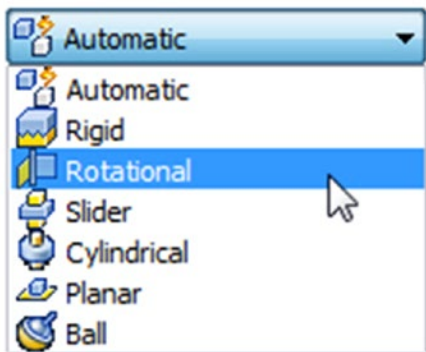 Automatic
Automatic
Rigid
Rotational
Slider
Cylindrical
Planar
Ball